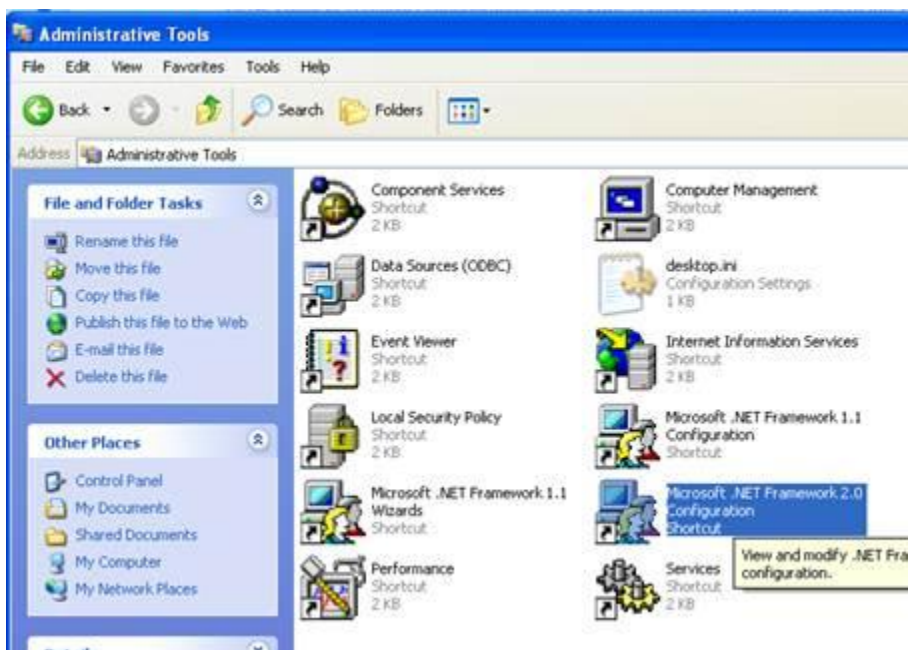 Administrative Tools
File Edit View Favorites Tools Help
Back Search Folders
Address Administrative Tools
File and Folder Tasks
Rename this file
Move this file
Copy this file
Publish this file to the Web
E-mail this file
Delete this file
Other Places
Control Panel
My Documents
Shared Documents
My Computer
My Network Places
Component Services
Shortcut
2 KB
Computer Management
Shortcut
2 KB
Data Sources (ODBC)
Shortcut
2 KB
desktop.ini
Configuration Settings
1 KB
Event Viewer
Shortcut
2 KB
Internet Information Services
Shortcut
2 KB
Local Security Policy
Shortcut
2 KB
Microsoft .NET Framework 1.1
Configuration
Shortcut
Microsoft .NET Framework 1.1
Wizards
Shortcut
Microsoft .NET Framework 2.0
Configuration
Shortcut
Performance
Shortcut
2 KB
Services
Shortcut
2 KB
View and modify .NET Fra
configuration.